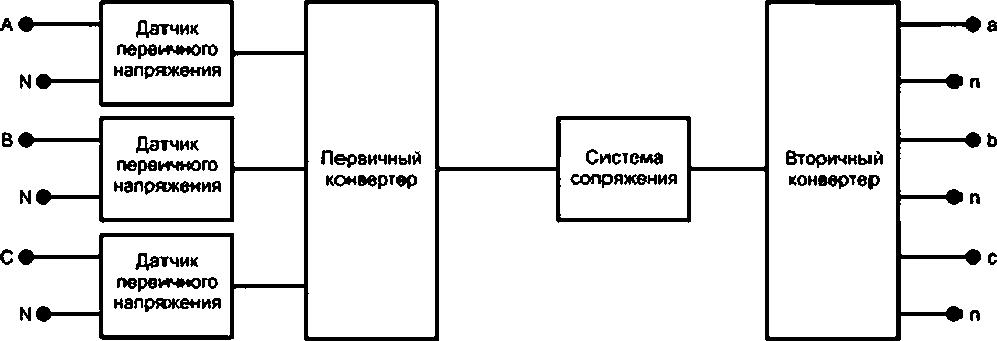 A
N
Датчик
первичного
напряжения
B
N
Датчик
первичного
напряжения
C
N
Датчик
первичного
напряжения
Первичный
конвертер
Система
сопряжения
Вторичный
конвертер
a
n
b
n
c
n